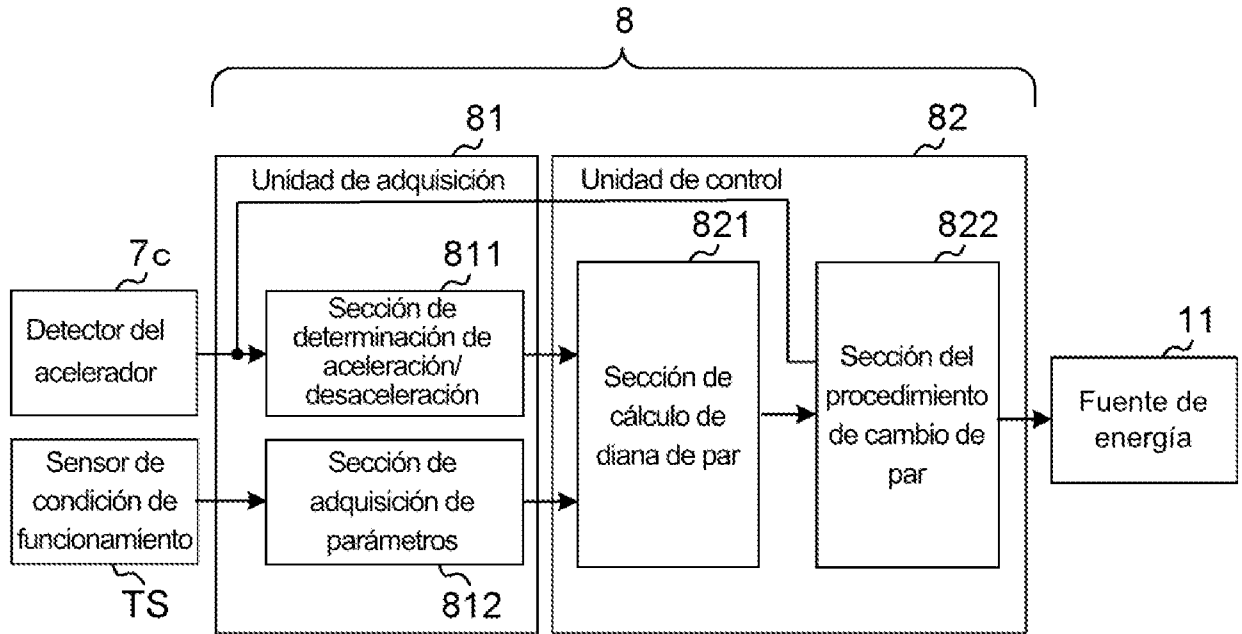 8
81
82
Unidad de adquisición
Unidad de control
7c
811
821
822
Detector del
acelerador
Sección de
determinación de
aceleración/
desaceleración
Sección de
cálculo de
diana de par
Sección del
procedimiento
de cambio de
par
11
Fuente de
energía
Sensor de
condición de
funcionamiento
Sección de
adquisición de
parámetros
TS
812